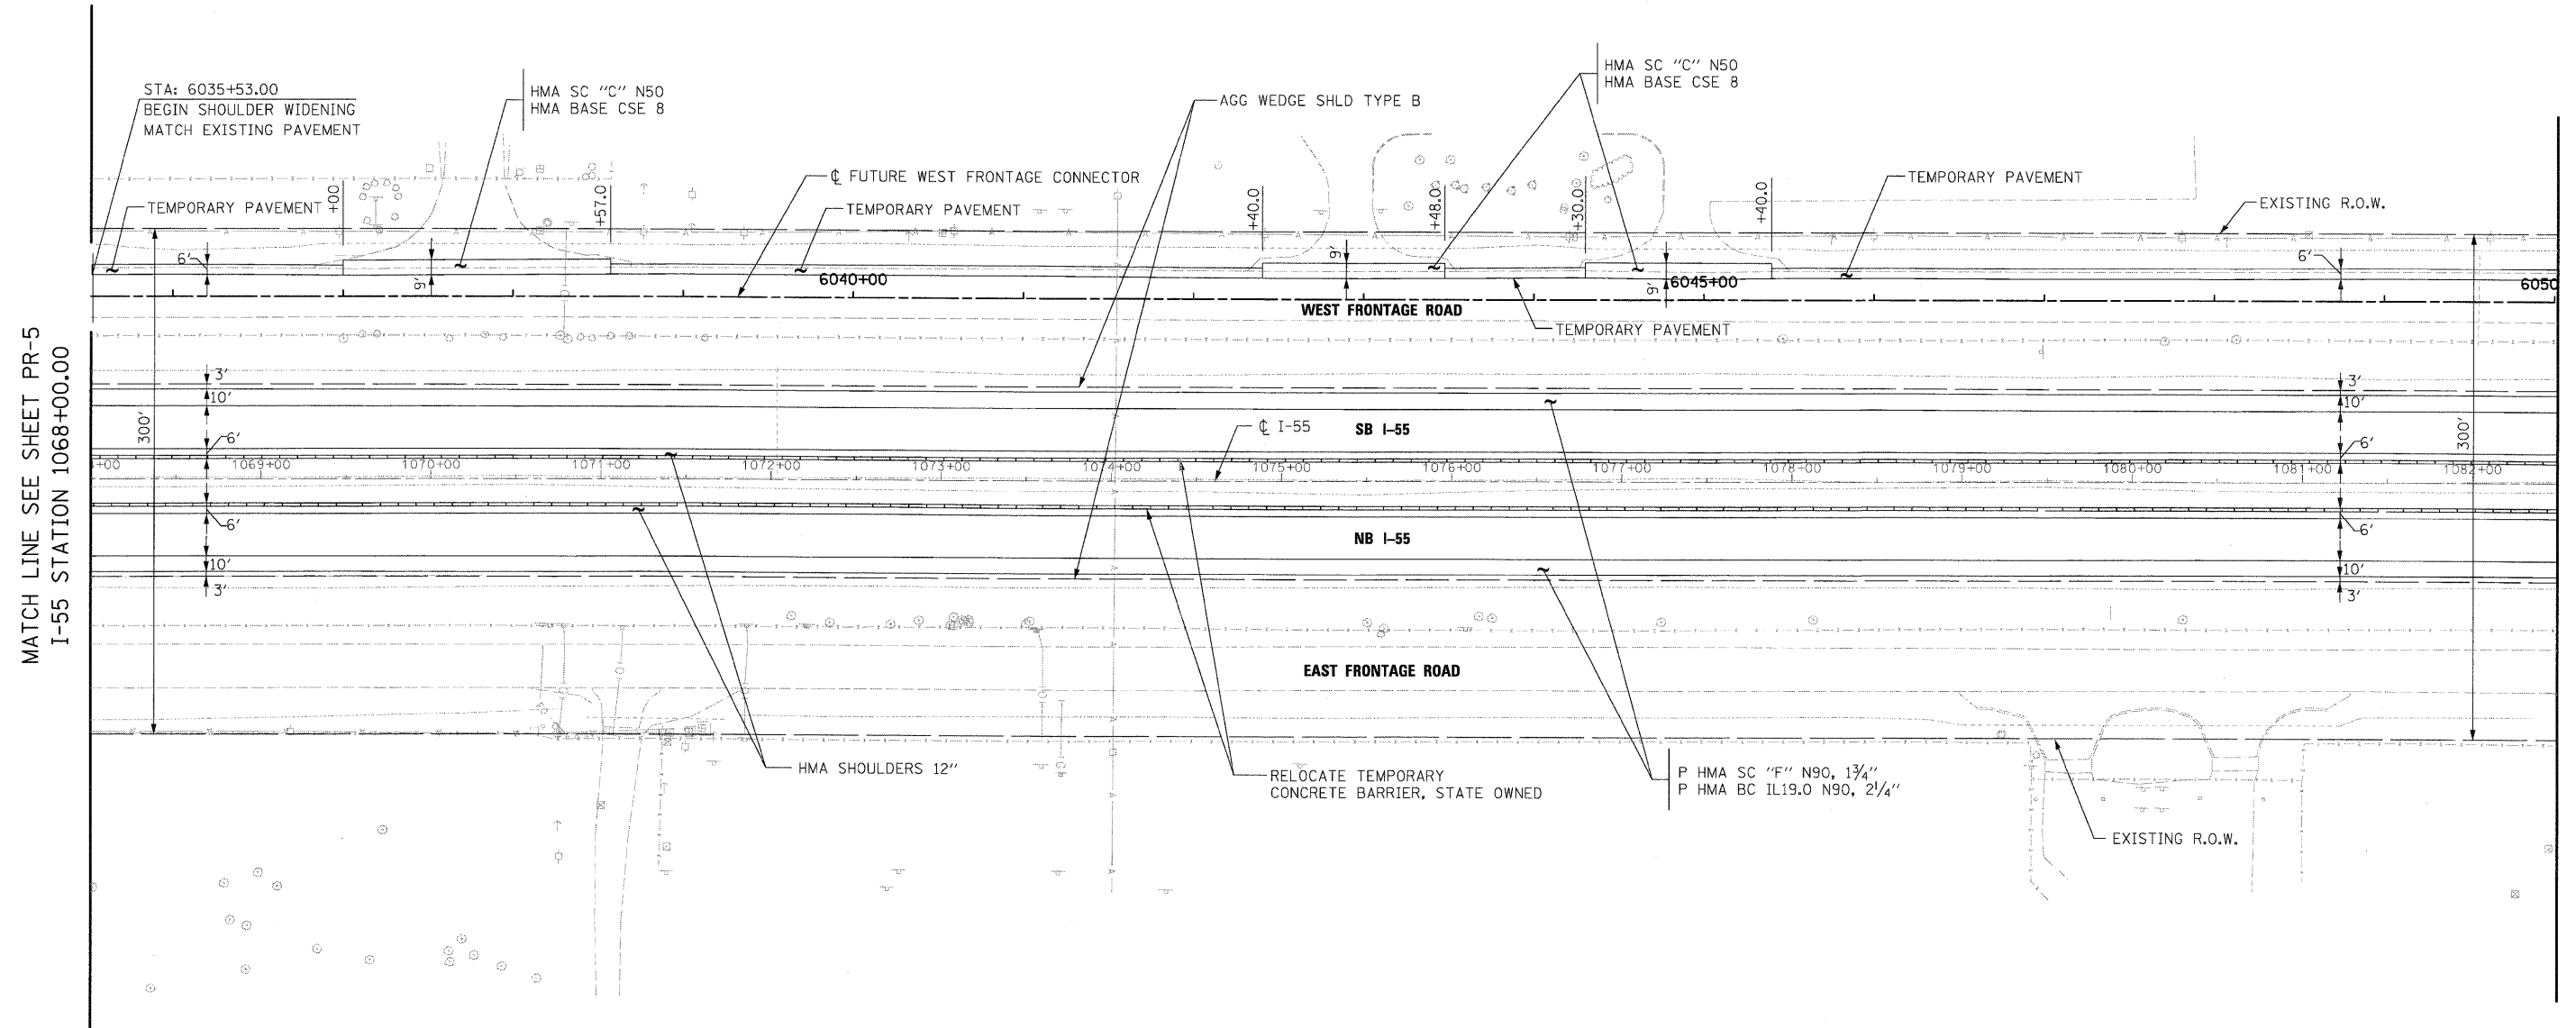 STA: 6035+53.00
BEGIN SHOULDER WIDENING
MATCH EXISTING PAVEMENT
HMA SC "C" N50
HMA BASE CSE 8
AGG WEDGE SHLD TYPE B
HMA SC "C" N50
HMA BASE CSE 8
TEMPORARY PAVEMENT
+00
+57.0
℄ FUTURE WEST FRONTAGE CONNECTOR
TEMPORARY PAVEMENT
+40.0
+48.0
+30.0
+40.0
TEMPORARY PAVEMENT
EXISTING R.O.W.
6'
9'
6040+00
9'
9'
6045+00
6'
6050
WEST FRONTAGE ROAD
TEMPORARY PAVEMENT
MATCH LINE SEE SHEET PR-5
I-55 STATION 1068+00.00
300'
3'
10'
6'
3'
10'
6'
300'
℄ I-55
SB I-55
+00
1069+00
1070+00
1071+00
1072+00
1073+00
1074+00
1075+00
1076+00
1077+00
1078+00
1079+00
1080+00
1081+00
1082+00
6'
10'
3'
NB I-55
6'
10'
3'
EAST FRONTAGE ROAD
HMA SHOULDERS 12"
RELOCATE TEMPORARY
CONCRETE BARRIER, STATE OWNED
P HMA SC "F" N90, 1¾"
P HMA BC IL19.0 N90, 2¼"
EXISTING R.O.W.